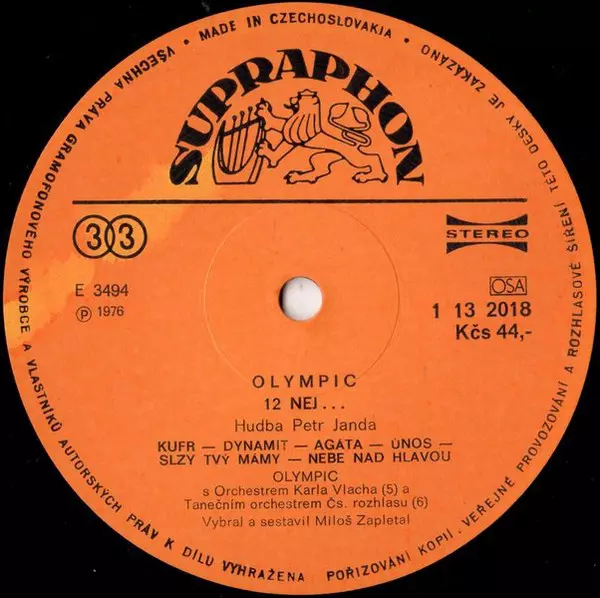 VŠECHNA PRÁVA GRAMOFONOVÉHO VÝROBCE A VLASTNÍKŮ AUTORSKÝCH PRÁV K DÍLU VYHRAŽENA
• MADE IN CZECHOSLOVAKIA •
POŘIZOVÁNÍ KOPIÍ. VEŘEJNÉ PROVOZOVÁNÍ A ROZHLASOVÉ ŠÍŘENÍ TÉTO DESKY JE ZAKÁZÁNO
SUPRAPHON
33
STEREO
E 3494
Ⓟ 1976
OSA
1 13 2018
Kčs 44,-
OLYMPIC
12 NEJ...
Hudba Petr Janda
KUFR — DYNAMIT — AGÁTA — ÚNOS —
SLZY TVÝ MÁMY — NEBE NAD HLAVOU
OLYMPIC
s Orchestrem Karla Vlacha (5) a
Tanečním orchestrem Čs. rozhlasu (6)
Vybral a sestavil Miloš Zapletal